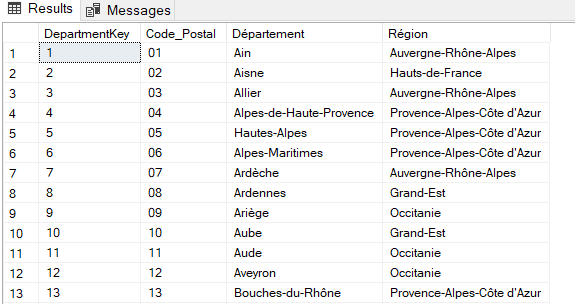 Results Messages
DepartmentKey Code_Postal Département Région
1 1 01 Ain Auvergne-Rhône-Alpes
2 2 02 Aisne Hauts-de-France
3 3 03 Allier Auvergne-Rhône-Alpes
4 4 04 Alpes-de-Haute-Provence Provence-Alpes-Côte d'Azur
5 5 05 Hautes-Alpes Provence-Alpes-Côte d'Azur
6 6 06 Alpes-Maritimes Provence-Alpes-Côte d'Azur
7 7 07 Ardèche Auvergne-Rhône-Alpes
8 8 08 Ardennes Grand-Est
9 9 09 Ariège Occitanie
10 10 10 Aube Grand-Est
11 11 11 Aude Occitanie
12 12 12 Aveyron Occitanie
13 13 13 Bouches-du-Rhône Provence-Alpes-Côte d'Azur